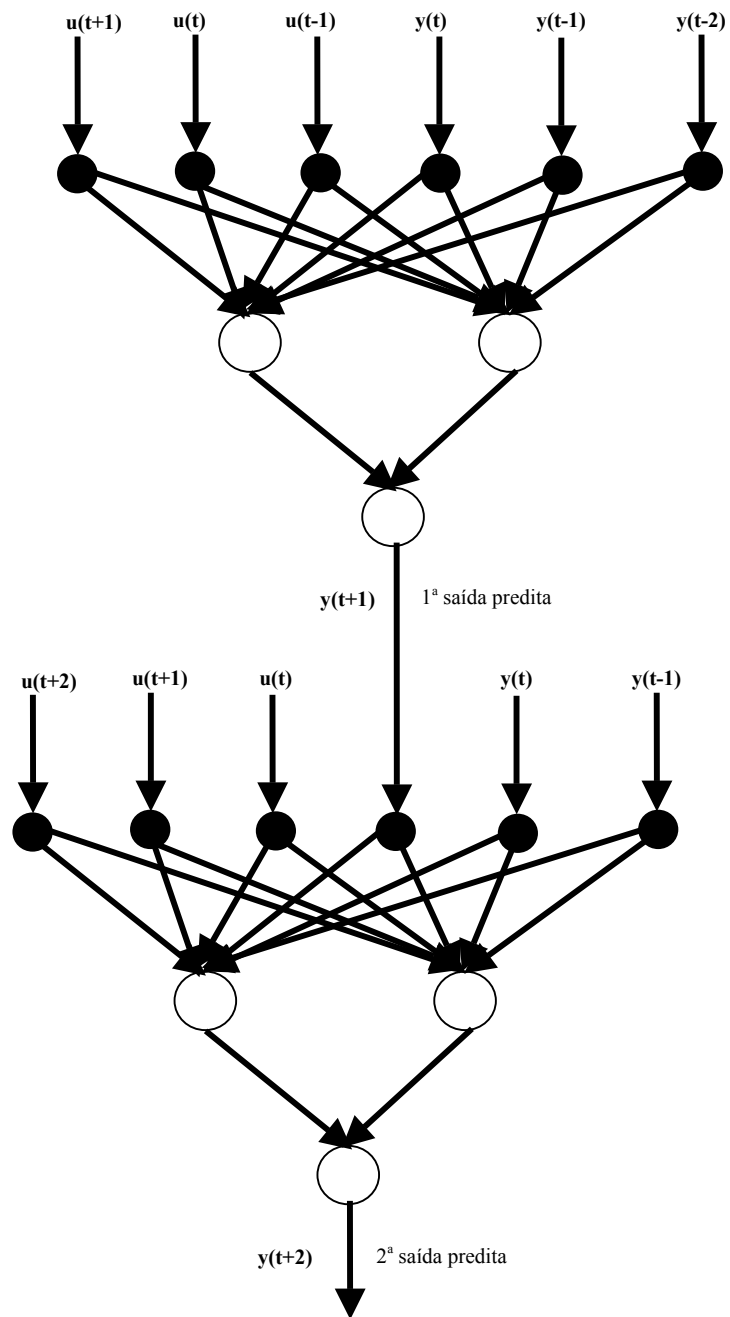 u(t+1) u(t) u(t-1) y(t) y(t-1) y(t-2)
y(t+1) 1ª saída predita
u(t+2) u(t+1) u(t) y(t) y(t-1)
y(t+2) 2ª saída predita